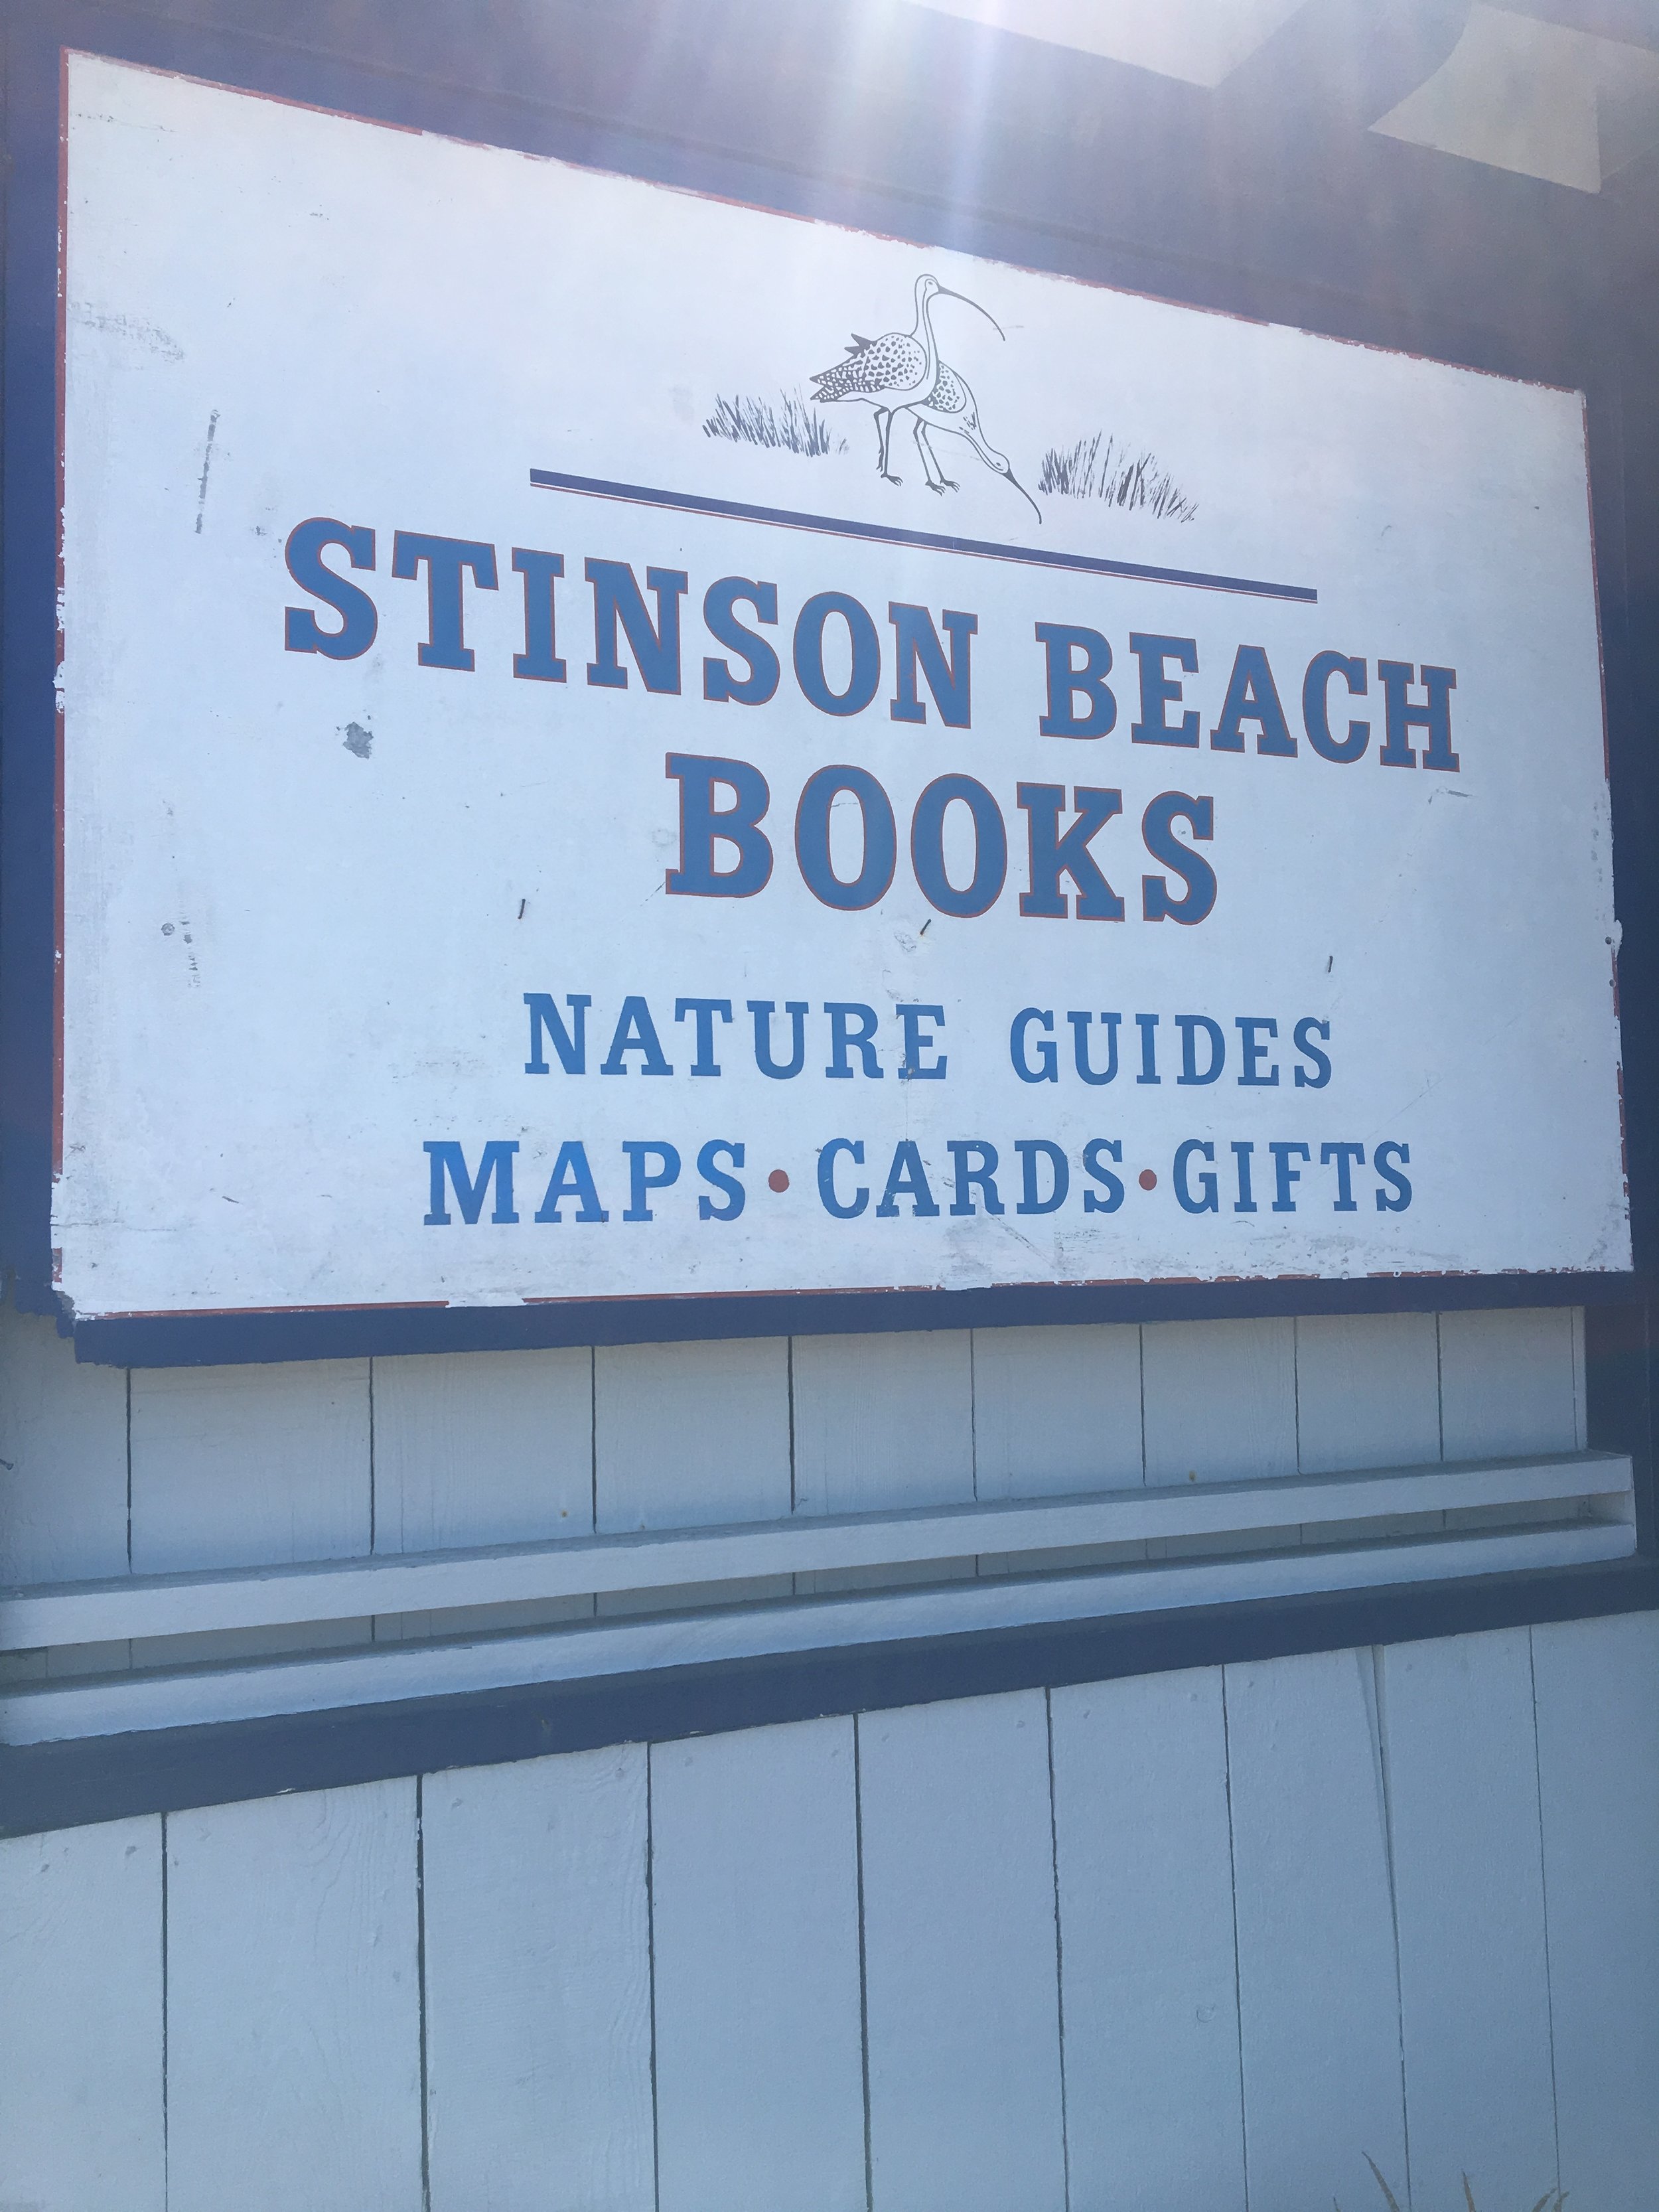 STINSON BEACH
BOOKS
NATURE GUIDES
MAPS•CARDS•GIFTS